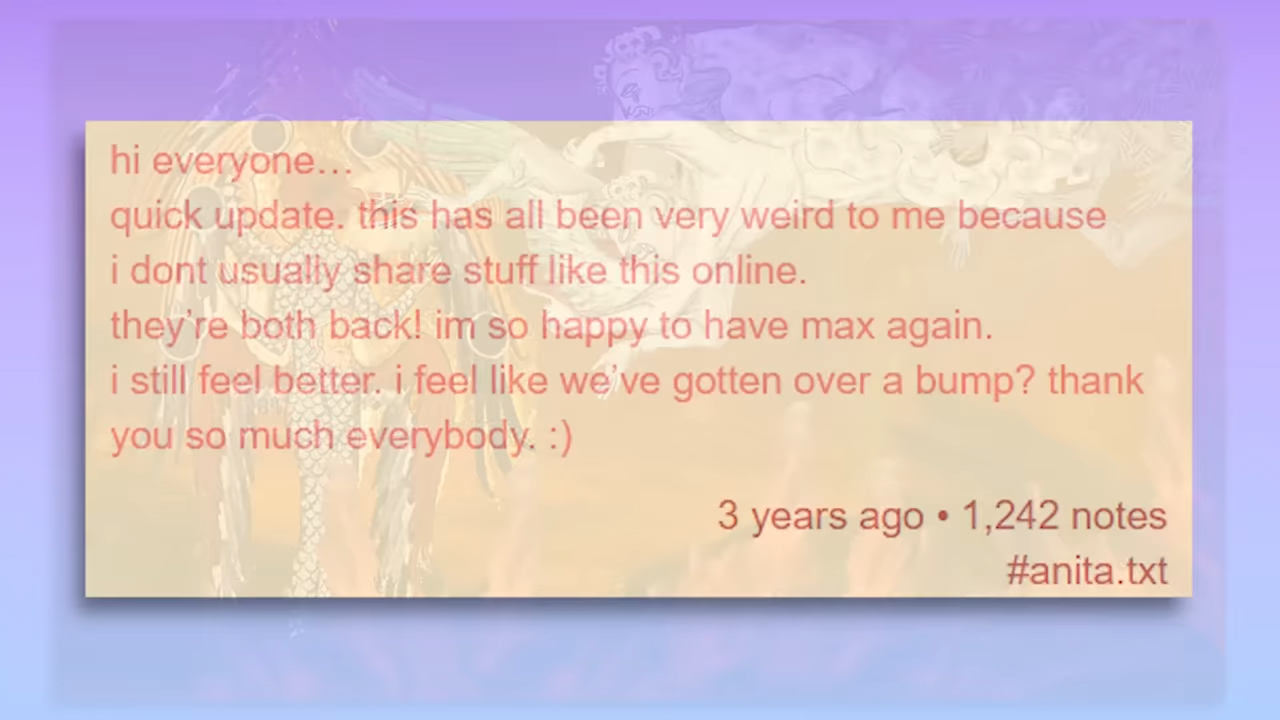 hi everyone…
quick update. this has all been very weird to me because
i dont usually share stuff like this online.
they’re both back! im so happy to have max again.
i still feel better. i feel like we’ve gotten over a bump? thank
you so much everybody. :)
3 years ago • 1,242 notes
#anita.txt